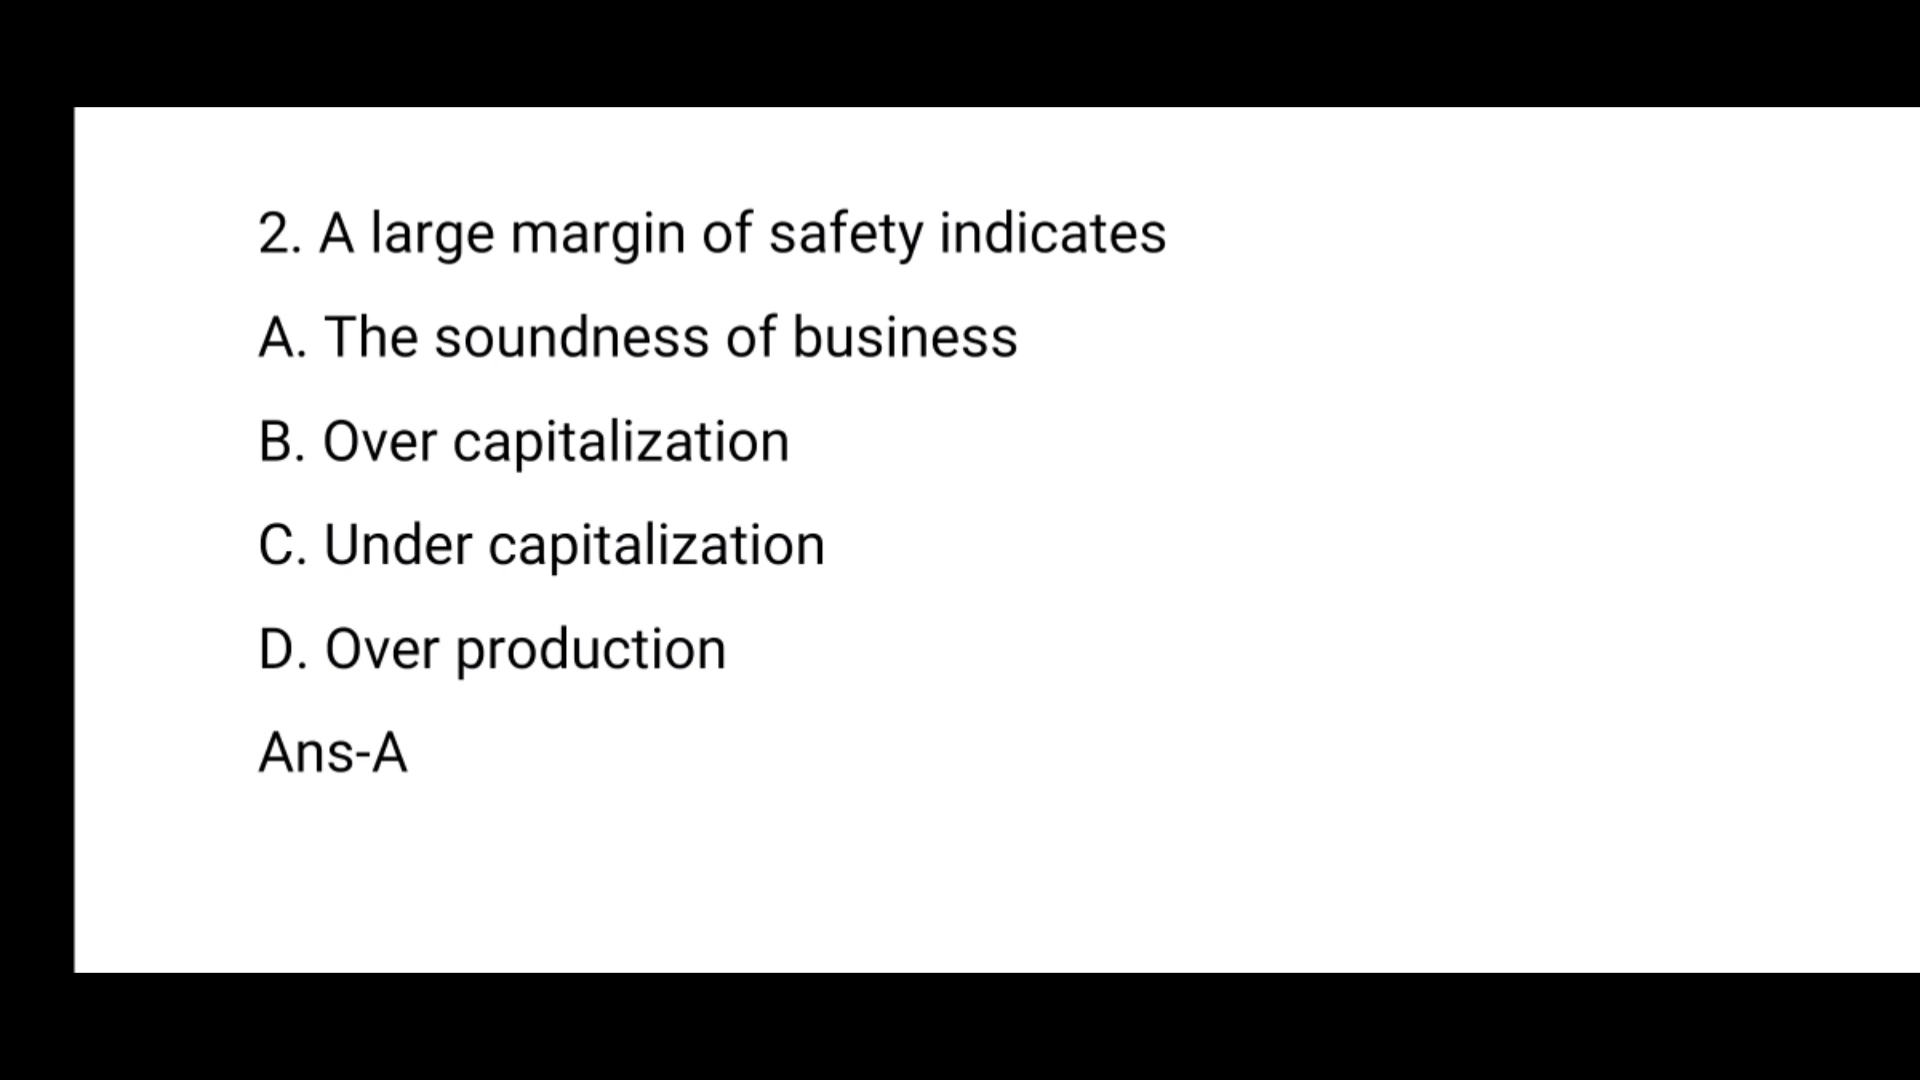 2. A large margin of safety indicates
A. The soundness of business
B. Over capitalization
C. Under capitalization
D. Over production
Ans-A